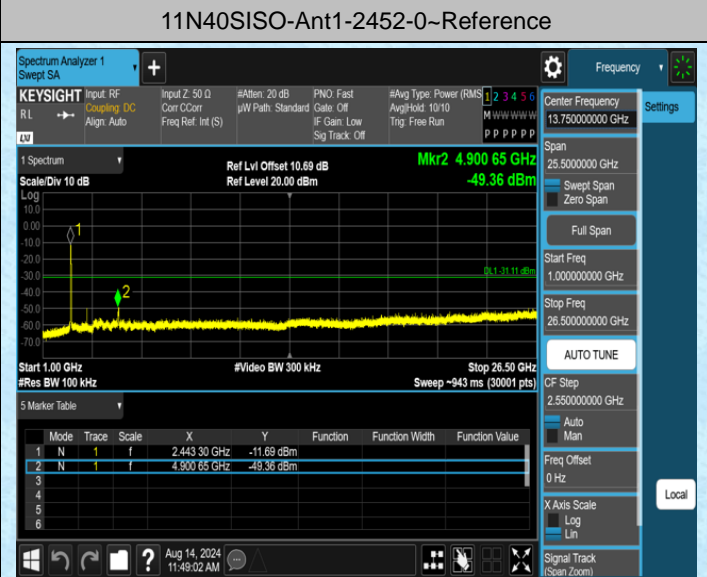 11N40SISO-Ant1-2452-0~Reference
Spectrum Analyzer 1
Swept SA
+
Frequency
KEYSIGHT
RL
LXI
Input: RF
Coupling: DC
Align: Auto
Input Z: 50 Ω
Corr CCorr
Freq Ref: Int (S)
#Atten: 20 dB
µW Path: Standard
PNO: Fast
Gate: Off
IF Gain: Low
Sig Track: Off
#Avg Type: Power (RMS
Avg|Hold: 10/10
Trig: Free Run
1 2 3 4 5 6
M W W W W W
P P P P P P
1 Spectrum
Scale/Div 10 dB
Ref Lvl Offset 10.69 dB
Ref Level 20.00 dBm
Mkr2 4.900 65 GHz
-49.36 dBm
Log
10.0
0.00
-10.0
-20.0
-30.0
-40.0
-50.0
-60.0
-70.0
1
2
DL1 -31.11 dBm
Start 1.00 GHz
#Video BW 300 kHz
Stop 26.50 GHz
#Res BW 100 kHz
Sweep ~943 ms (30001 pts)
5 Marker Table
Mode Trace Scale X Y Function Function Width Function Value
1 N 1 f 2.443 30 GHz -11.69 dBm
2 N 1 f 4.900 65 GHz -49.36 dBm
3
4
5
6
Center Frequency
13.750000000 GHz
Settings
Span
25.5000000 GHz
Swept Span
Zero Span
Full Span
Start Freq
1.000000000 GHz
Stop Freq
26.500000000 GHz
AUTO TUNE
CF Step
2.550000000 GHz
Auto
Man
Freq Offset
0 Hz
X Axis Scale
Log
Lin
Signal Track
(Span Zoom)
Local
?
Aug 14, 2024
11:49:02 AM